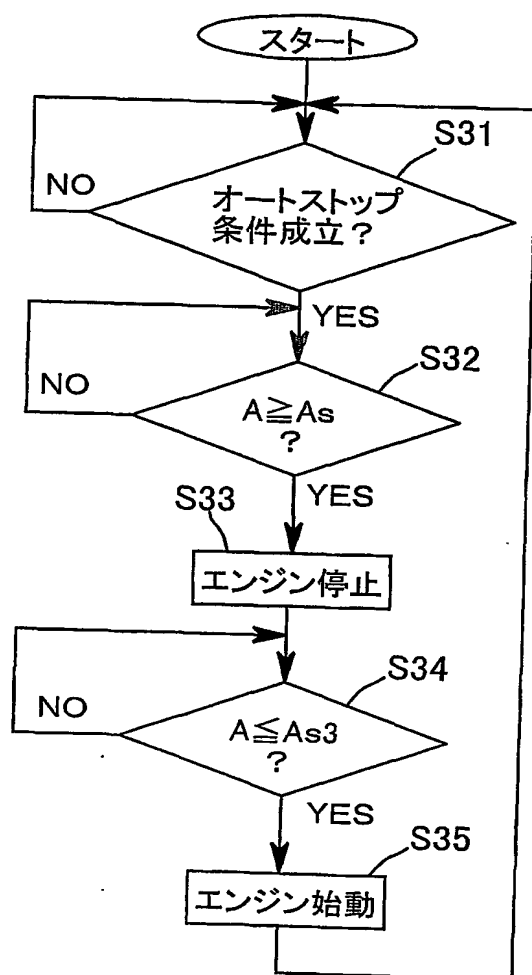 スタート
S31
NO
オートストップ
条件成立?
YES
S32
NO
A≧As
?
S33
YES
エンジン停止
S34
NO
A≦As3
?
YES
S35
エンジン始動